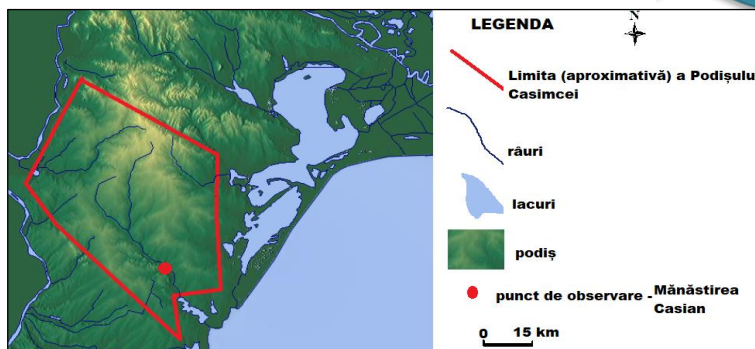 LEGENDA
N
Limita (aproximativă) a Podișului
Casimcei
râuri
lacuri
podiș
punct de observare - Mănăstirea
Casian
0 15 km